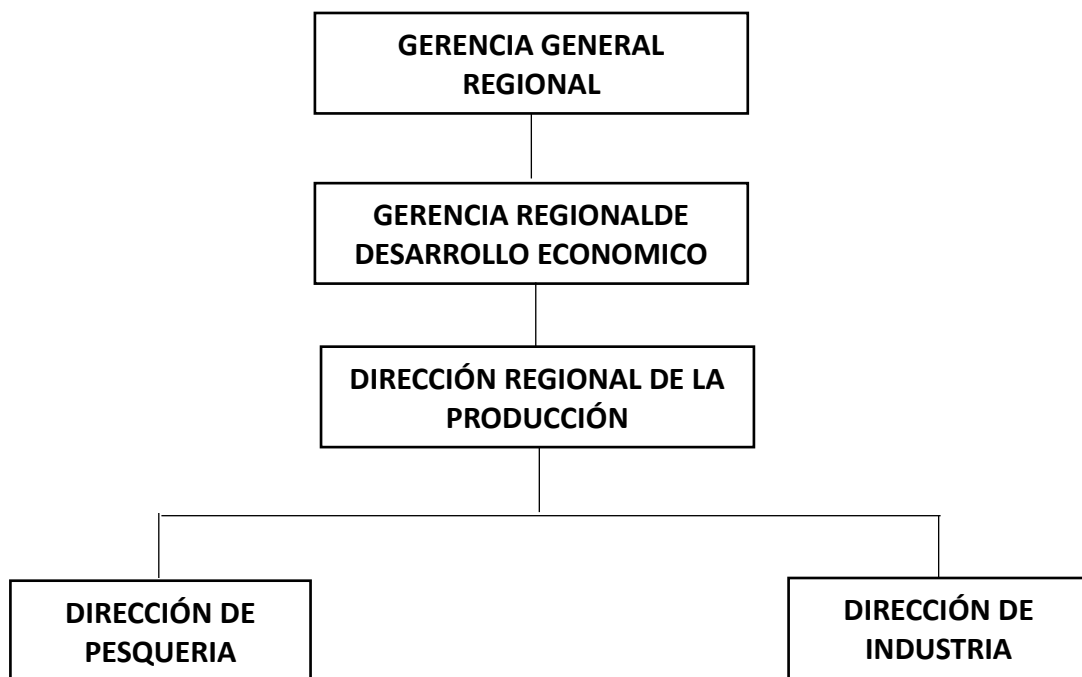 GERENCIA GENERAL
REGIONAL
GERENCIA REGIONALDE
DESARROLLO ECONOMICO
DIRECCIÓN REGIONAL DE LA
PRODUCCIÓN
DIRECCIÓN DE
PESQUERIA
DIRECCIÓN DE
INDUSTRIA